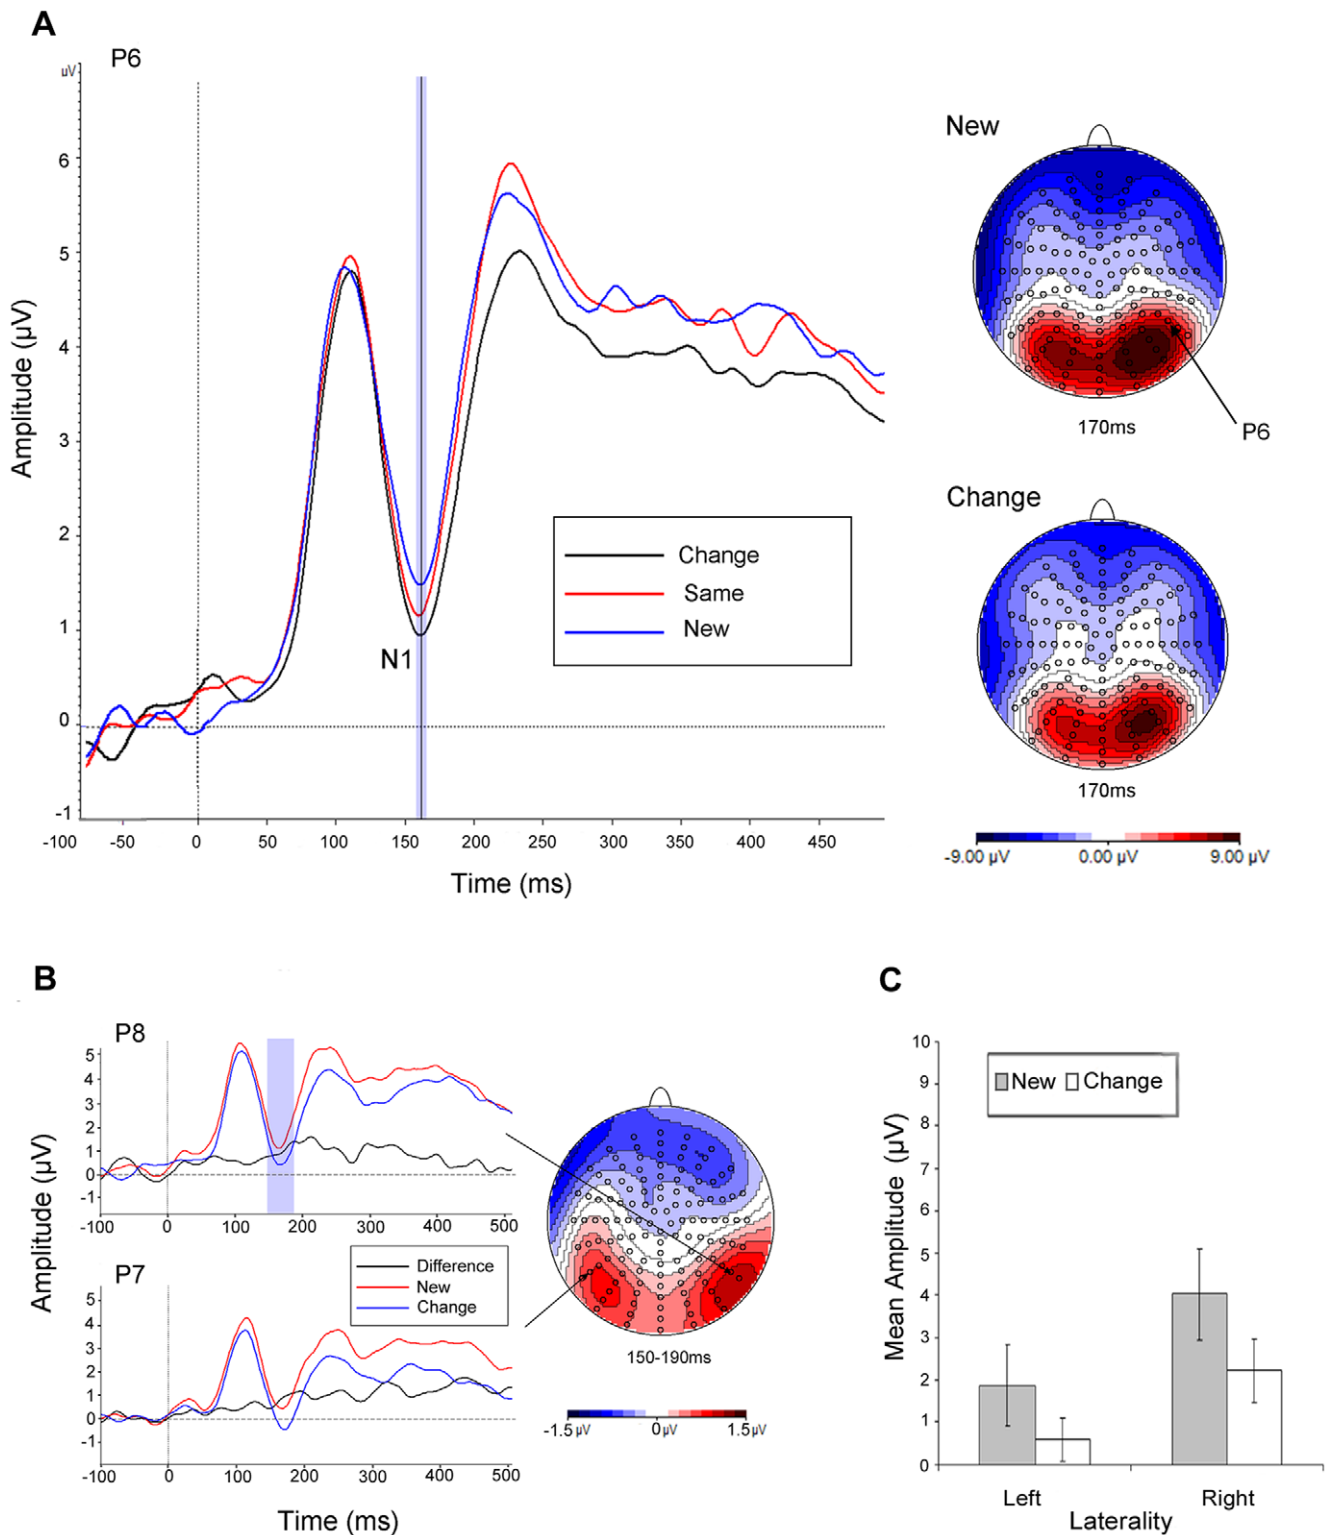 A
P6
µV
6
5
4
3
2
1
0
-1
Amplitude (µV)
N1
Change
Same
New
-100 -50 0 50 100 150 200 250 300 350 400 450
Time (ms)
New
170ms
P6
Change
170ms
-9.00 µV 0.00 µV 9.00 µV
B
P8
5
4
3
2
1
0
-1
Amplitude (µV)
-100 0 100 200 300 400 500
P7
Difference
New
Change
5
4
3
2
1
0
-1
Amplitude (µV)
-100 0 100 200 300 400 500
Time (ms)
150-190ms
-1.5 µV 0 µV 1.5 µV
C
New Change
10
9
8
7
6
5
4
3
2
1
0
Mean Amplitude (µV)
Left Right
Laterality